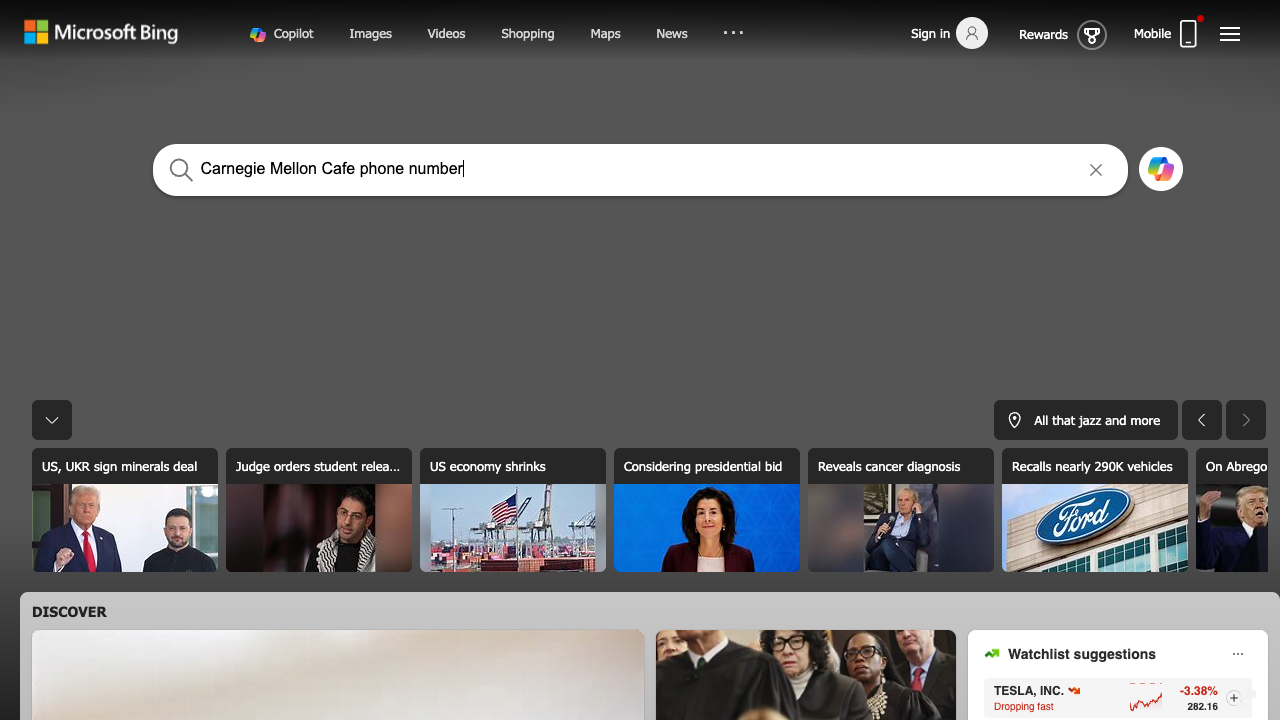 Microsoft Bing
Copilot
Images
Videos
Shopping
Maps
News
Sign in
Rewards
Mobile
Carnegie Mellon Cafe phone number
All that jazz and more
US, UKR sign minerals deal
Judge orders student relea...
US economy shrinks
Considering presidential bid
Reveals cancer diagnosis
Recalls nearly 290K vehicles
On Abrego
Ford
DISCOVER
Watchlist suggestions
TESLA, INC.
-3.38%
Dropping fast
282.16